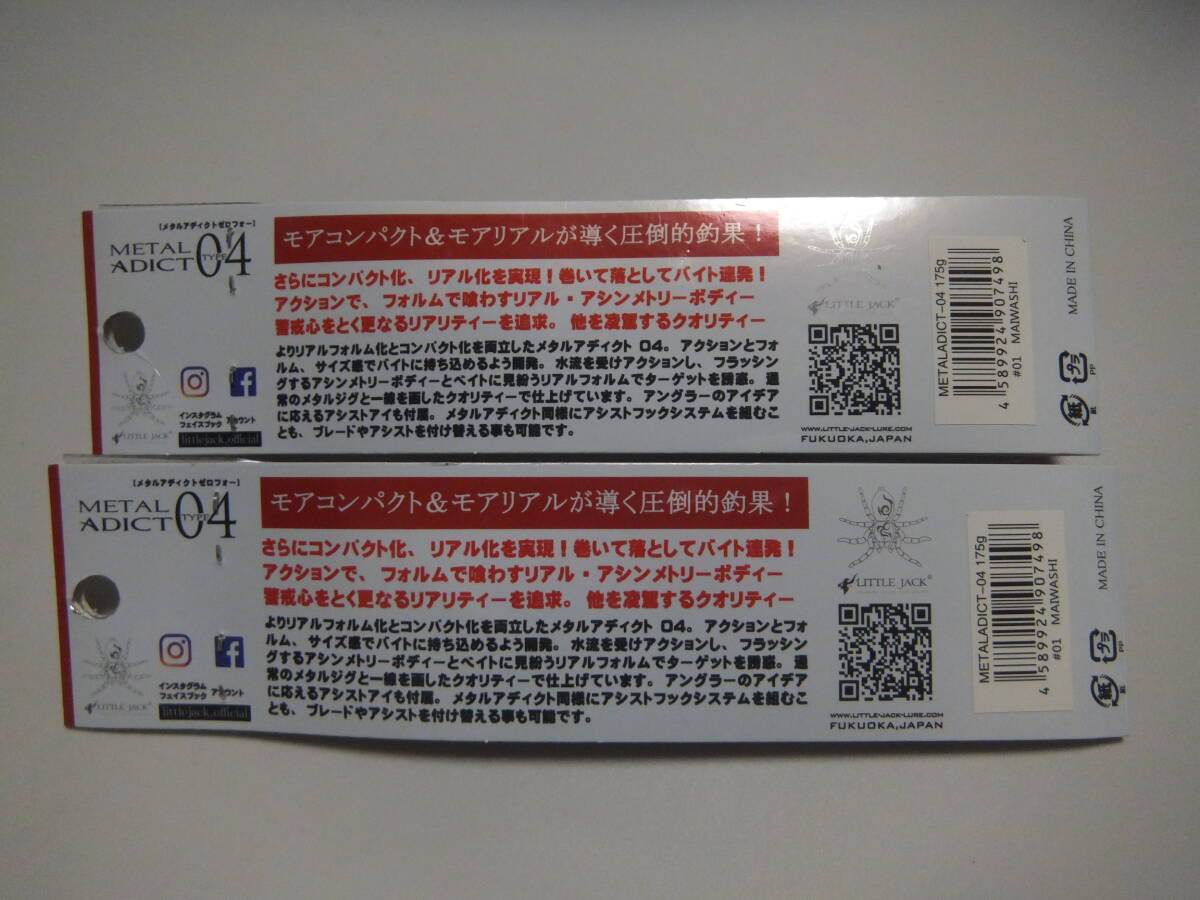 [メタルアディクトゼロフォー]
METAL
ADICT TYPE 04
モアコンパクト&モアリアルが導く圧倒的釣果！
さらにコンパクト化、リアル化を実現！巻いて落としてバイト連発！
アクションで、フォルムで喰わすリアル・アシンメトリーボディー
警戒心をとく更なるリアリティーを追求。他を凌駕するクオリティー
よりリアルフォルム化とコンパクト化を両立したメタルアディクト 04。アクションとフォ
ルム、サイズ感でバイトに持ち込めるよう開発。水流を受けアクションし、フラッシン
グするアシンメトリーボディーとベイトに見紛うリアルフォルムでターゲットを誘惑。通
常のメタルジグと一線を画したクオリティーで仕上げています。アングラーのアイデア
に応えるアシストアイも付属。メタルアディクト同様にアシストフックシステムを組むこ
とも、ブレードやアシストを付け替える事も可能です。
LITTLE JACK®
インスタグラム
フェイスブック アカウント
littlejack_official
LITTLE JACK®
WWW.LITTLE-JACK-LURE.COM
FUKUOKA,JAPAN
METALADICT-04 175g
4 589924 907498
#01 MAIWASHI
MADE IN CHINA
プラ
PP
紙
紙
[メタルアディクトゼロフォー]
METAL
ADICT TYPE 04
モアコンパクト&モアリアルが導く圧倒的釣果！
さらにコンパクト化、リアル化を実現！巻いて落としてバイト連発！
アクションで、フォルムで喰わすリアル・アシンメトリーボディー
警戒心をとく更なるリアリティーを追求。他を凌駕するクオリティー
よりリアルフォルム化とコンパクト化を両立したメタルアディクト 04。アクションとフォ
ルム、サイズ感でバイトに持ち込めるよう開発。水流を受けアクションし、フラッシン
グするアシンメトリーボディーとベイトに見紛うリアルフォルムでターゲットを誘惑。通
常のメタルジグと一線を画したクオリティーで仕上げています。アングラーのアイデア
に応えるアシストアイも付属。メタルアディクト同様にアシストフックシステムを組むこ
とも、ブレードやアシストを付け替える事も可能です。
LITTLE JACK®
インスタグラム
フェイスブック アカウント
littlejack_official
LITTLE JACK®
WWW.LITTLE-JACK-LURE.COM
FUKUOKA,JAPAN
METALADICT-04 175g
4 589924 907498
#01 MAIWASHI
MADE IN CHINA
プラ
PP
紙
紙